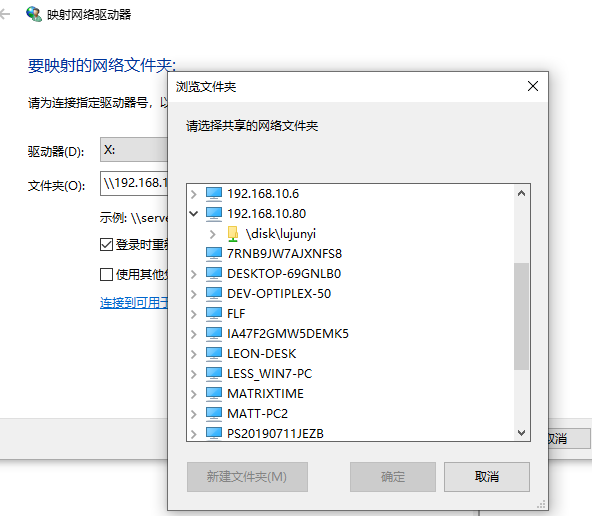 映射网络驱动器
要映射的网络文件夹:
请为连接指定驱动器号，以
驱动器(D):
X:
文件夹(O):
\\192.168.1
示例: \\serve
登录时重新
使用其他凭
连接到可用于
取消
浏览文件夹
请选择共享的网络文件夹
192.168.10.6
192.168.10.80
\disk\lujunyi
7RNB9JW7AJXNFS8
DESKTOP-69GNLB0
DEV-OPTIPLEX-50
FLF
IA47F2GMW5DEMK5
LEON-DESK
LESS_WIN7-PC
MATRIXTIME
MATT-PC2
PS20190711JEZB
新建文件夹(M)
确定
取消